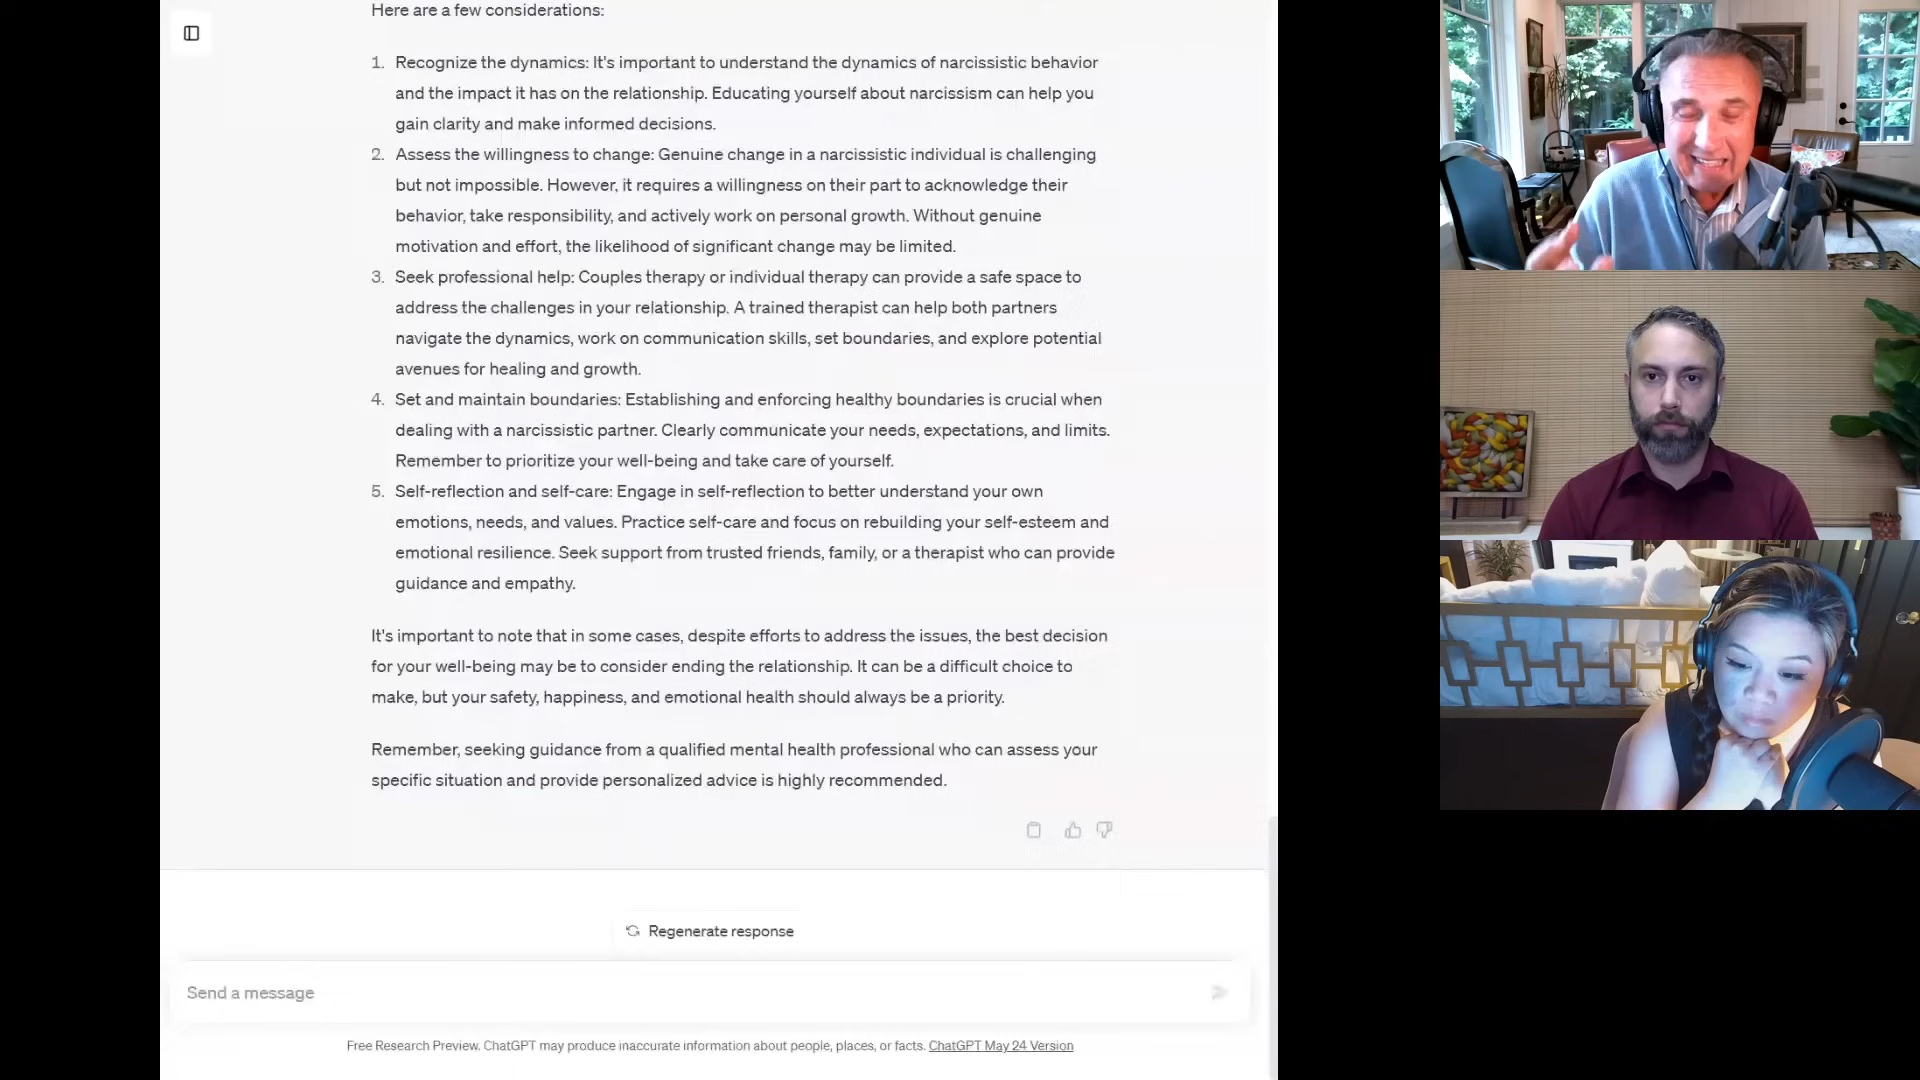 Here are a few considerations:
1. Recognize the dynamics: It's important to understand the dynamics of narcissistic behavior
and the impact it has on the relationship. Educating yourself about narcissism can help you
gain clarity and make informed decisions.
2. Assess the willingness to change: Genuine change in a narcissistic individual is challenging
but not impossible. However, it requires a willingness on their part to acknowledge their
behavior, take responsibility, and actively work on personal growth. Without genuine
motivation and effort, the likelihood of significant change may be limited.
3. Seek professional help: Couples therapy or individual therapy can provide a safe space to
address the challenges in your relationship. A trained therapist can help both partners
navigate the dynamics, work on communication skills, set boundaries, and explore potential
avenues for healing and growth.
4. Set and maintain boundaries: Establishing and enforcing healthy boundaries is crucial when
dealing with a narcissistic partner. Clearly communicate your needs, expectations, and limits.
Remember to prioritize your well-being and take care of yourself.
5. Self-reflection and self-care: Engage in self-reflection to better understand your own
emotions, needs, and values. Practice self-care and focus on rebuilding your self-esteem and
emotional resilience. Seek support from trusted friends, family, or a therapist who can provide
guidance and empathy.
It's important to note that in some cases, despite efforts to address the issues, the best decision
for your well-being may be to consider ending the relationship. It can be a difficult choice to
make, but your safety, happiness, and emotional health should always be a priority.
Remember, seeking guidance from a qualified mental health professional who can assess your
specific situation and provide personalized advice is highly recommended.
Regenerate response
Send a message
Free Research Preview. ChatGPT may produce inaccurate information about people, places, or facts. ChatGPT May 24 Version